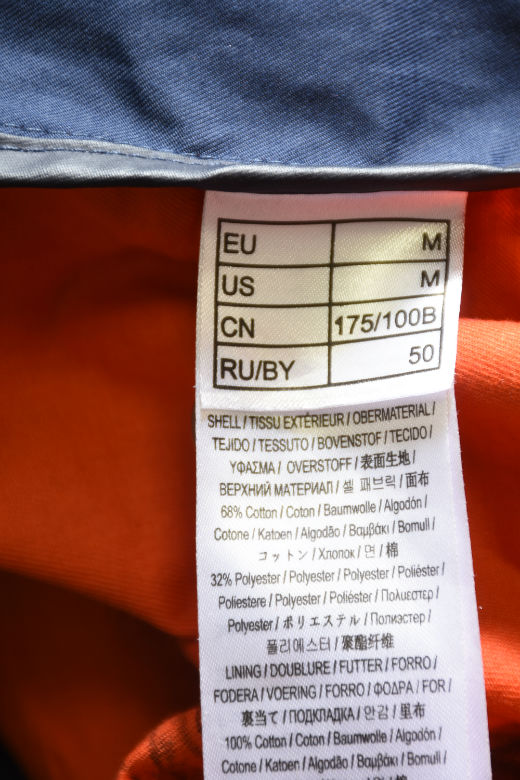 EU M
US M
CN 175/100B
RU/BY 50
SHELL / TISSU EXTÉRIEUR / OBERMATERIAL /
TEJIDO / TESSUTO / BOVENSTOF / TECIDO /
ΥΦΑΣΜΑ / OVERSTOFF / 表面生地 /
ВЕРХНИЙ МАТЕРИАЛ / 셸 패브릭 / 面布
68% Cotton / Coton / Baumwolle / Algodón /
Cotone / Katoen / Algodão / Βαμβάκι / Bomull /
コットン / Хлопок / 면 / 棉
32% Polyester / Polyester / Polyester / Poliéster /
Poliestere / Polyester / Poliéster / Πολυεστερ /
Polyester / ポリエステル / Полиэстер /
폴리에스터 / 聚酯纤维
LINING / DOUBLURE / FUTTER / FORRO /
FODERA / VOERING / FORRO / ΦΟΔΡΑ / FOR /
裏当て / ПОДКЛАДКА / 안감 / 里布
100% Cotton / Coton / Baumwolle / Algodón /
Cotone / Katoen / Algodão / Βαμβάκι / Bomull /